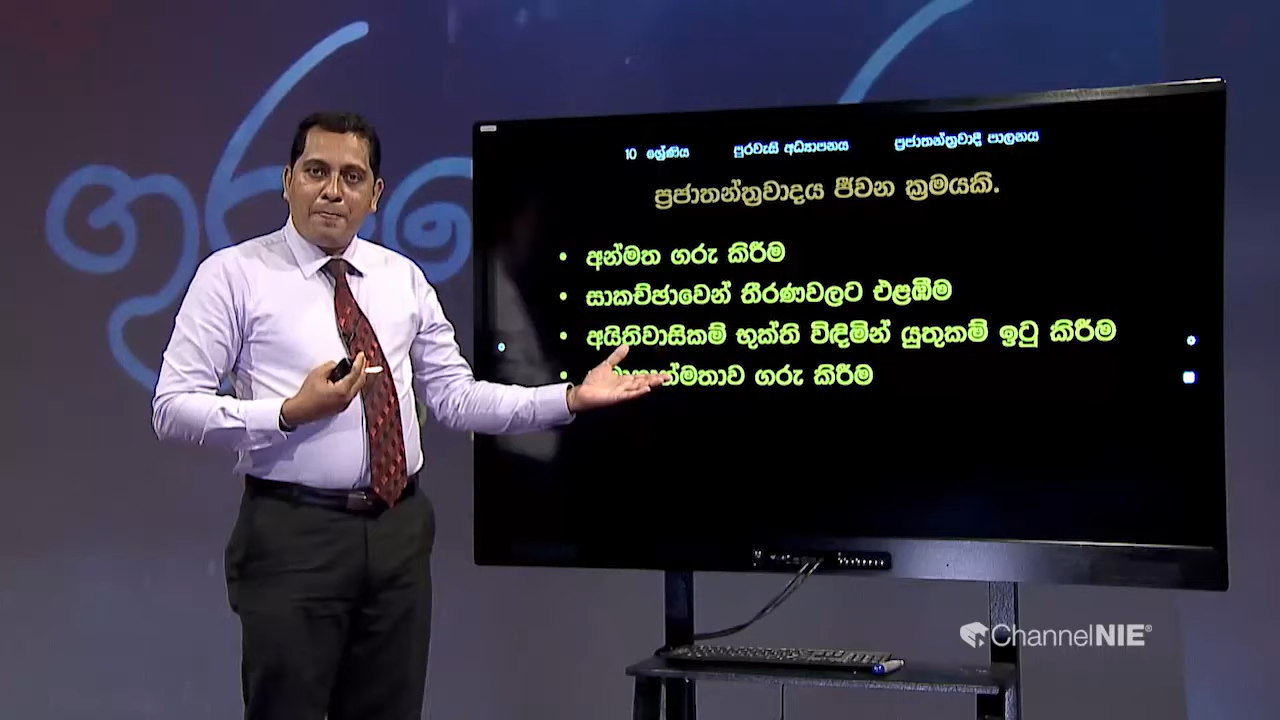 10 ශ්‍රේණිය පුරවැසි අධ්‍යාපනය ප්‍රජාතන්ත්‍රවාදී පාලනය
ප්‍රජාතන්ත්‍රවාදය ජීවන ක්‍රමයකි.
• අන්මත ගරු කිරීම
• සාකච්ඡාවෙන් තීරණවලට එළඹීම
• අයිතිවාසිකම් භුක්ති විඳිමින් යුතුකම් ඉටු කිරීම
• ගරු කිරීම
ChannelNIE®